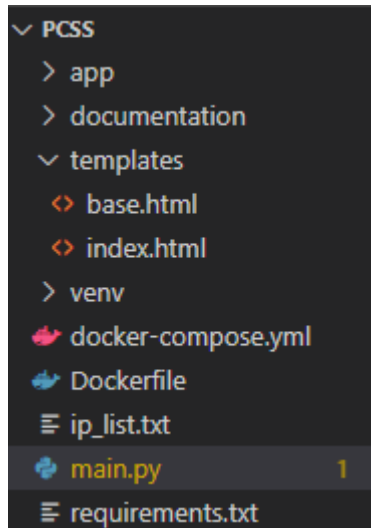 PCSS
app
documentation
templates
base.html
index.html
venv
docker-compose.yml
Dockerfile
ip_list.txt
main.py 1
requirements.txt